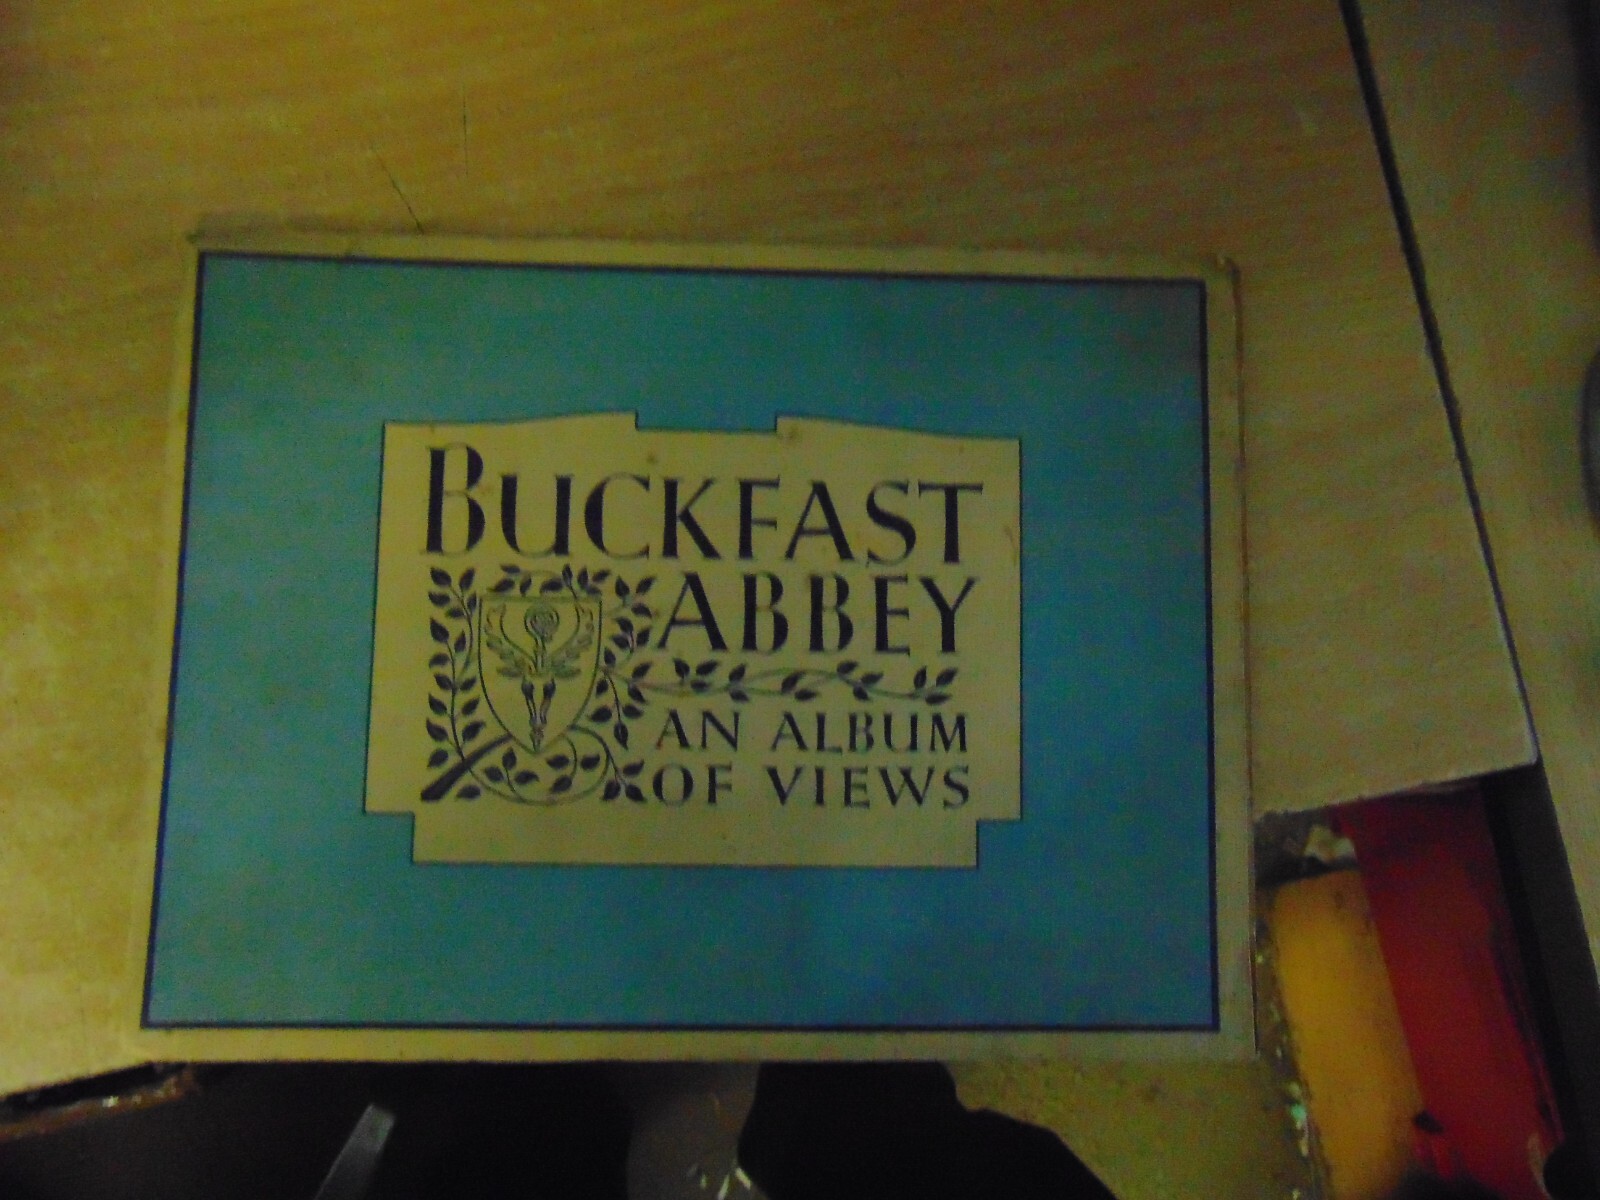 BUCKFAST
ABBEY
AN ALBUM
OF VIEWS